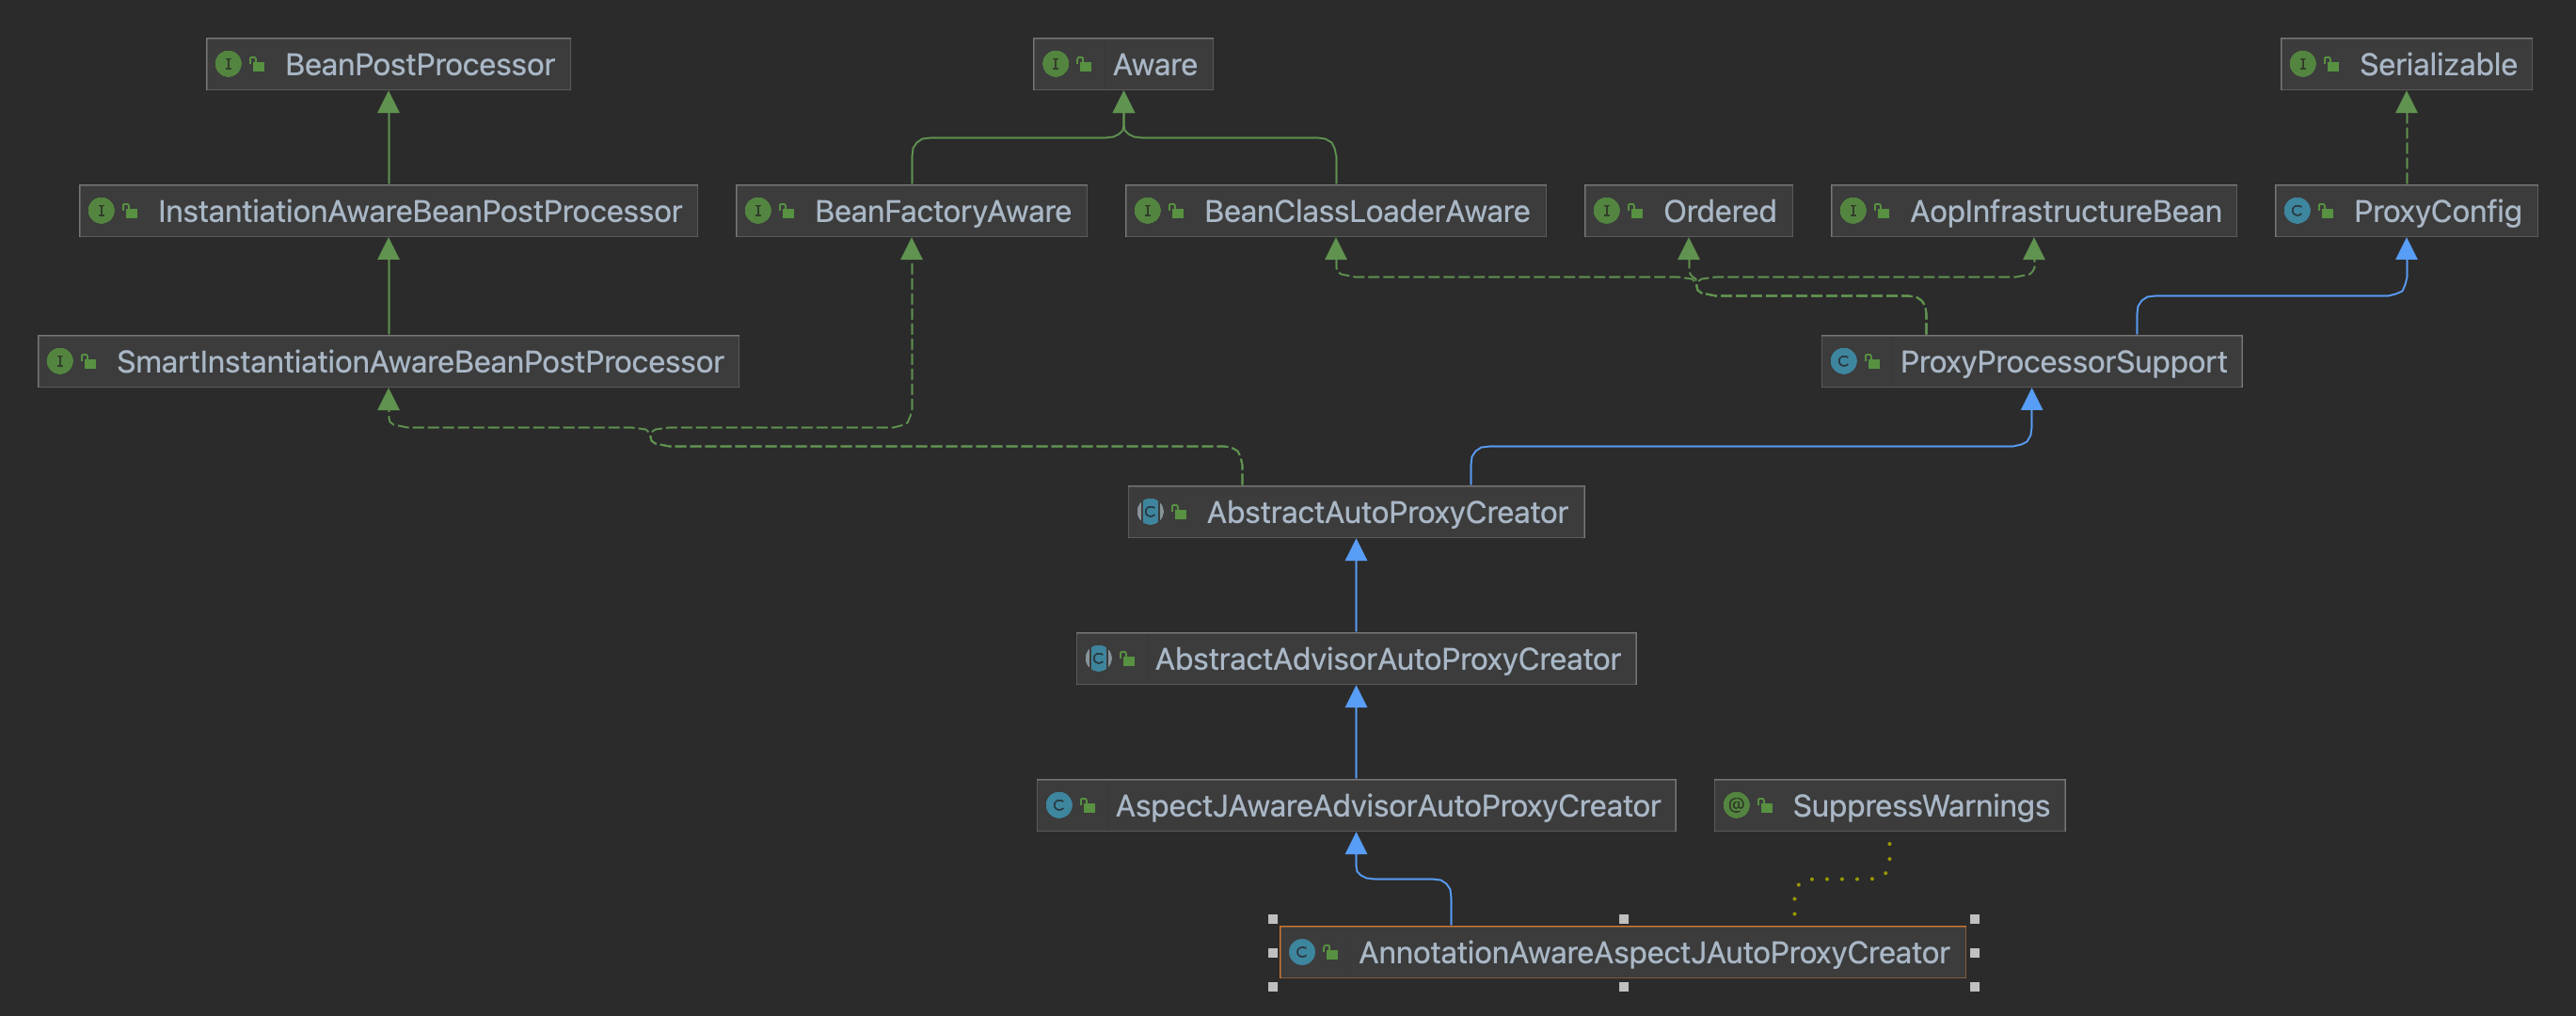 BeanPostProcessor
Aware
Serializable
InstantiationAwareBeanPostProcessor
BeanFactoryAware
BeanClassLoaderAware
Ordered
AopInfrastructureBean
ProxyConfig
SmartInstantiationAwareBeanPostProcessor
ProxyProcessorSupport
AbstractAutoProxyCreator
AbstractAdvisorAutoProxyCreator
AspectJAwareAdvisorAutoProxyCreator
SuppressWarnings
AnnotationAwareAspectJAutoProxyCreator